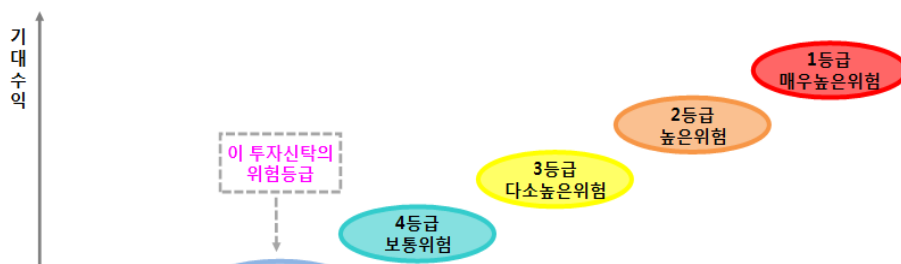 기
대
수
익
1등급
매우높은위험
2등급
높은위험
이 투자신탁의
위험등급
3등급
다소높은위험
4등급
보통위험